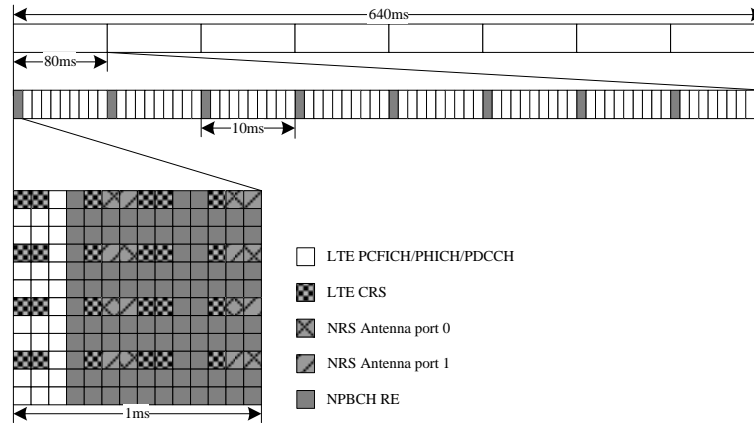 640ms
80ms
10ms
LTE PCFICH/PHICH/PDCCH
LTE CRS
NRS Antenna port 0
NRS Antenna port 1
NPBCH RE
1ms